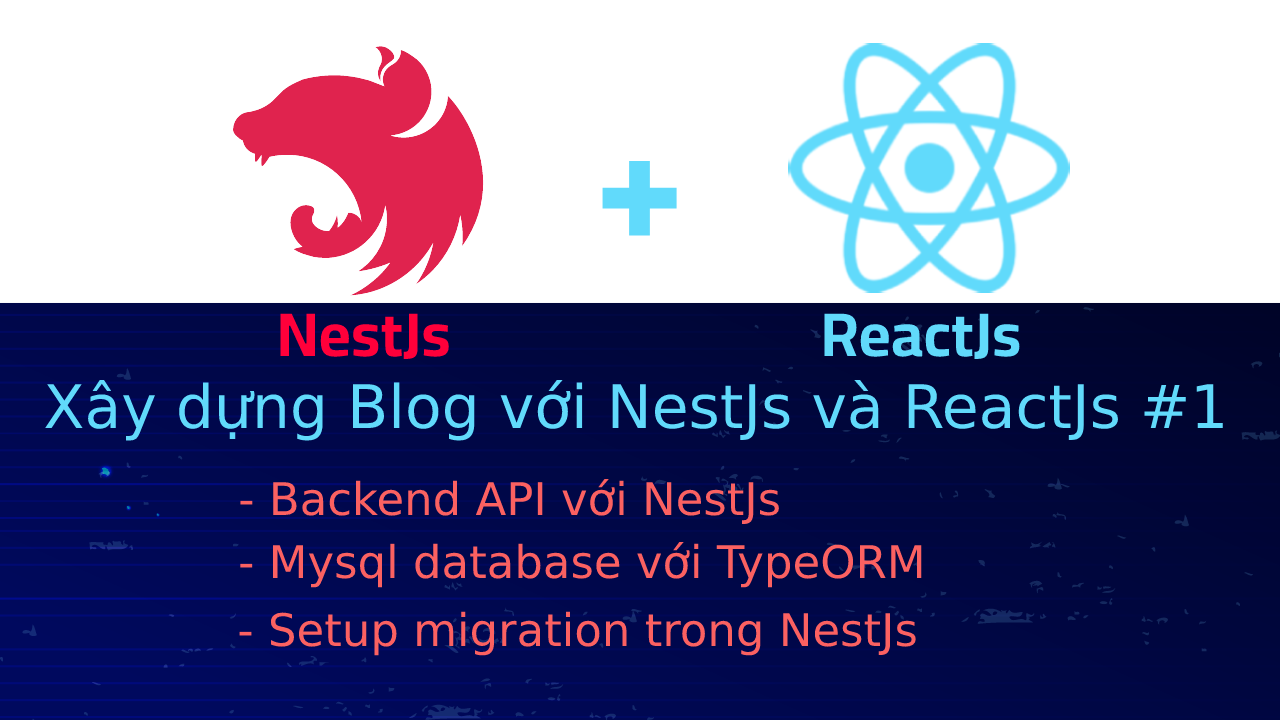 NestJs
ReactJs
Xây dựng Blog với NestJs và ReactJs #1
- Backend API với NestJs
- Mysql database với TypeORM
- Setup migration trong NestJs